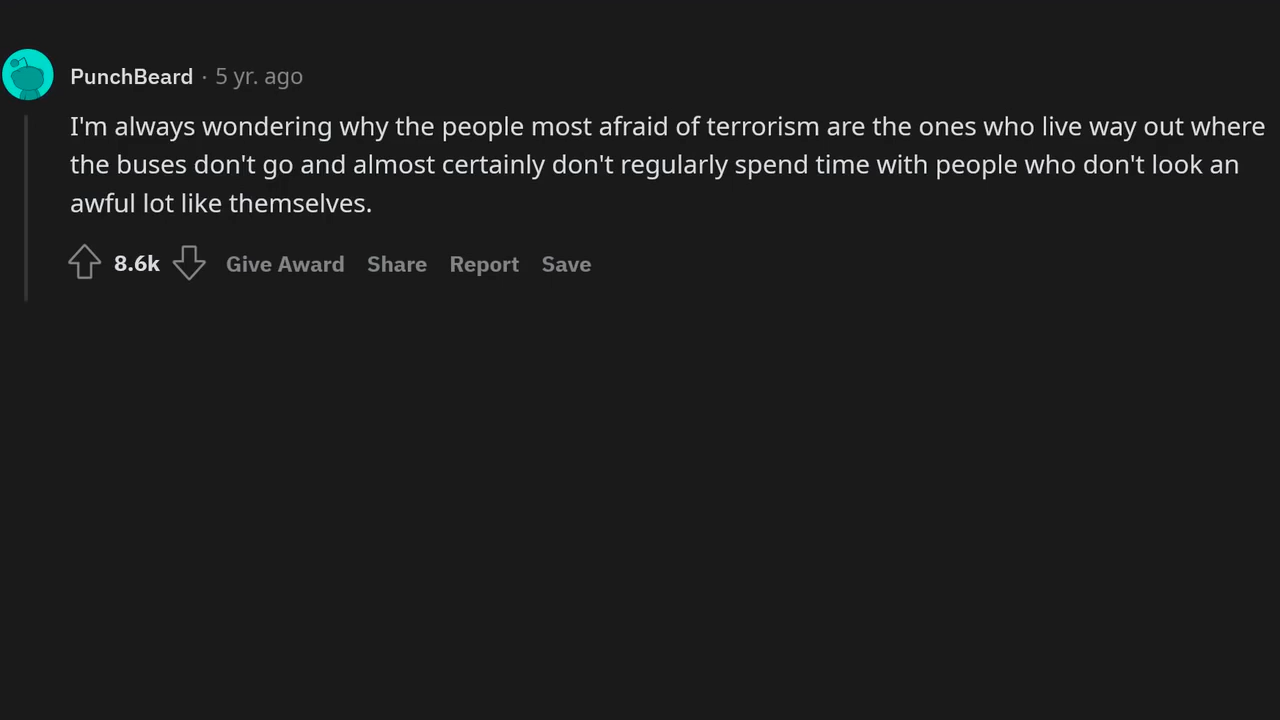 PunchBeard · 5 yr. ago
I'm always wondering why the people most afraid of terrorism are the ones who live way out where
the buses don't go and almost certainly don't regularly spend time with people who don't look an
awful lot like themselves.
8.6k Give Award Share Report Save